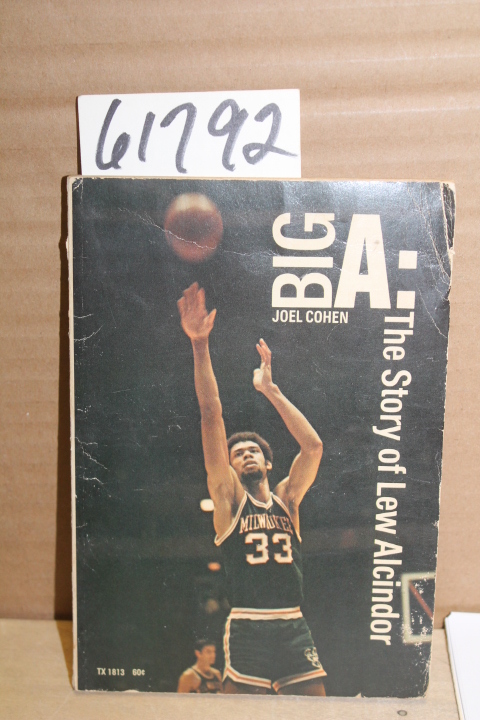 61792
BIG
A:
The Story of Lew Alcindor
JOEL COHEN
MILWAUKEE
33
TX 1813 60¢